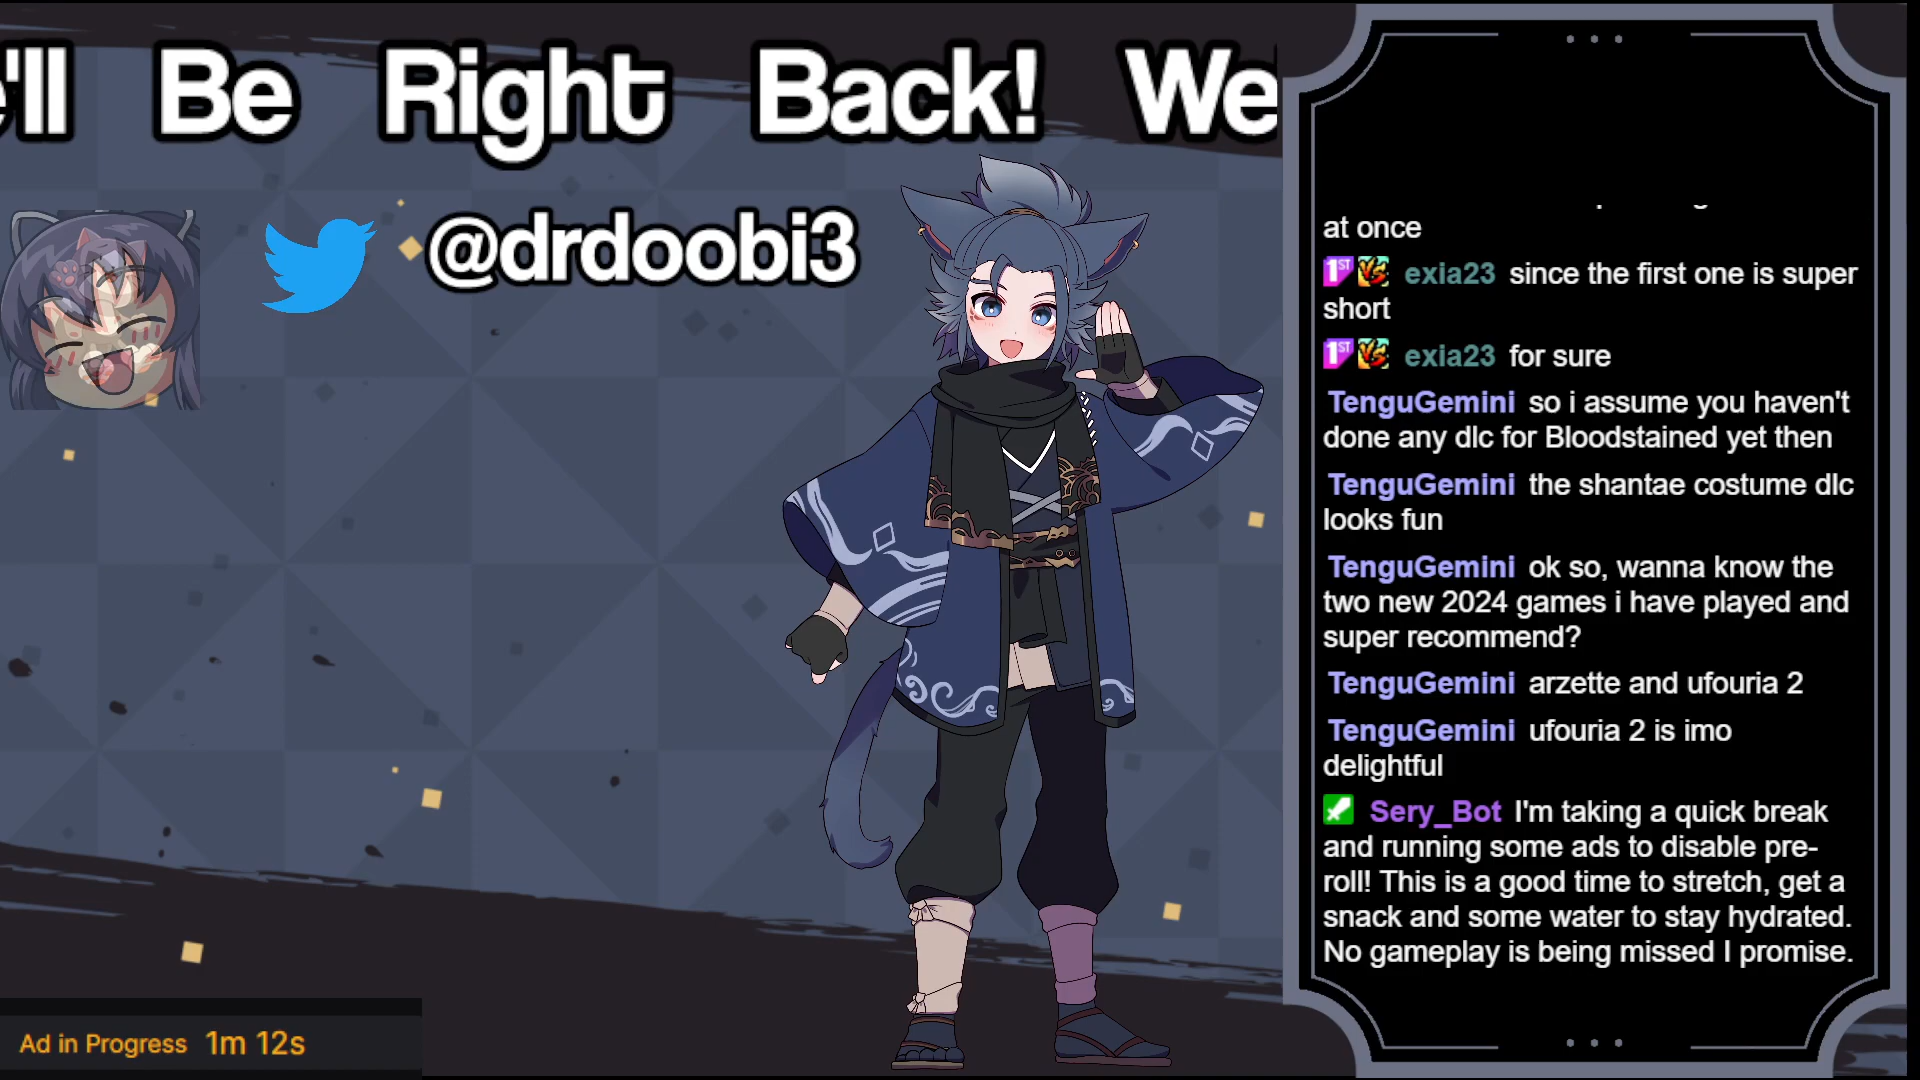 'll Be Right Back! We
@drdoobi3
at once
1ST exia23 since the first one is super
short
1ST exia23 for sure
TenguGemini so i assume you haven't
done any dlc for Bloodstained yet then
TenguGemini the shantae costume dlc
looks fun
TenguGemini ok so, wanna know the
two new 2024 games i have played and
super recommend?
TenguGemini arzette and ufouria 2
TenguGemini ufouria 2 is imo
delightful
Sery_Bot I'm taking a quick break
and running some ads to disable pre-
roll! This is a good time to stretch, get a
snack and some water to stay hydrated.
No gameplay is being missed I promise.
Ad in Progress 1m 12s